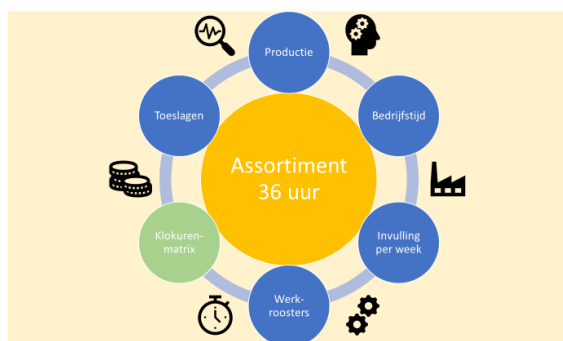 Productie
Bedrijfstijd
Invulling
per week
Werk-
roosters
Klokuren-
matrix
Toeslagen
Assortiment
36 uur